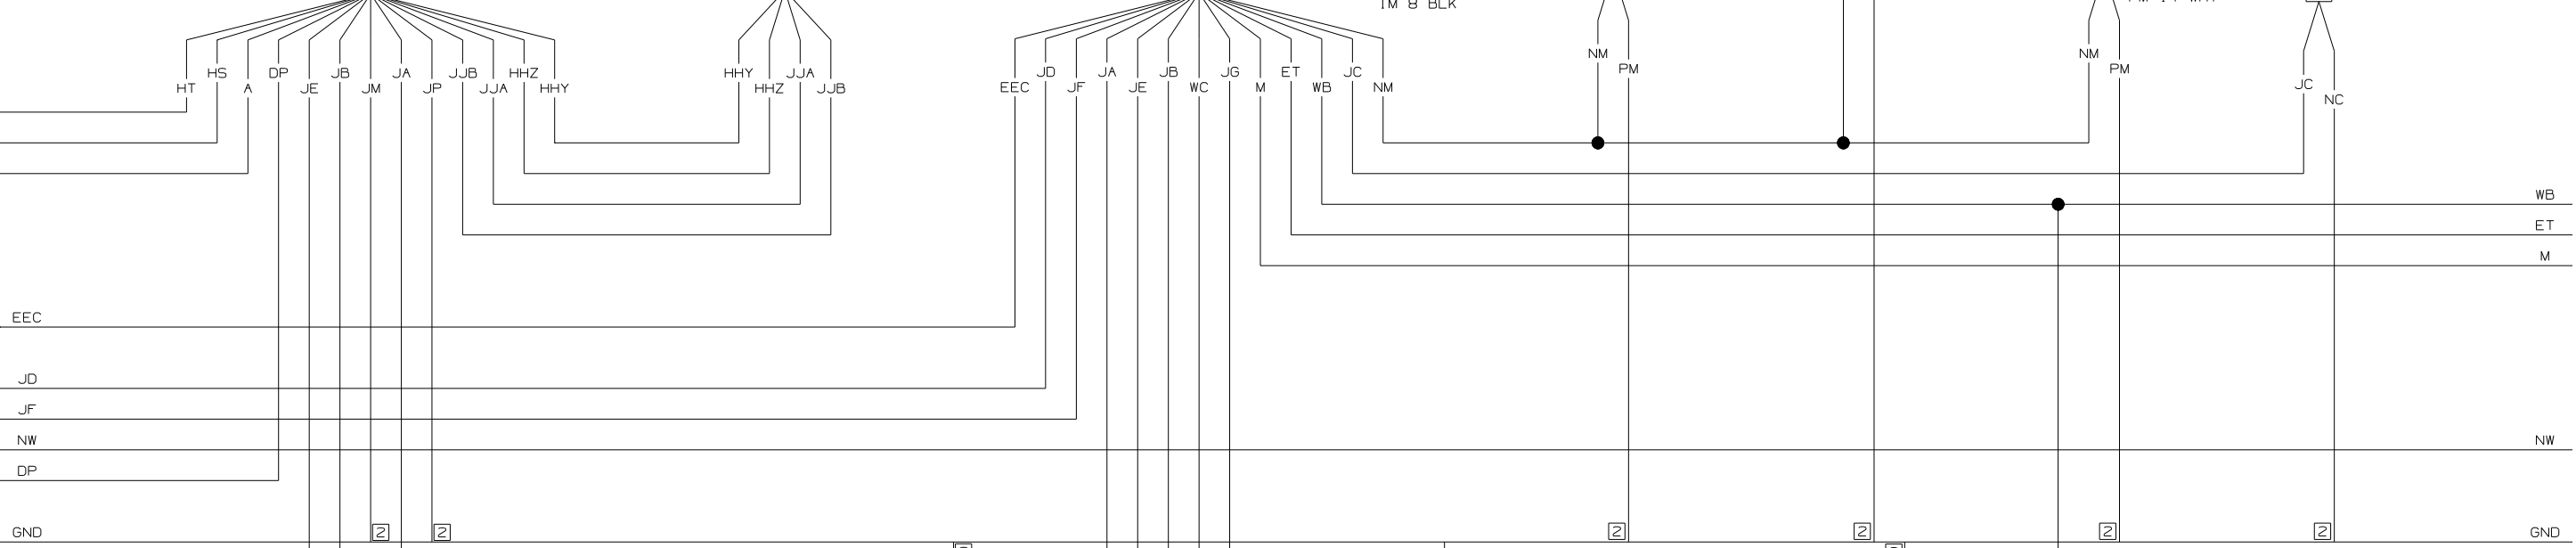 1M 8 BLK
NM NM
PM PM
HS DP JB JA JJB HHZ HHY JJA JD JA JB JG ET JC JC
HT A JE JM JP JJA HHY HHZ JJB EEC JF JE WC M WB NM NC
WB
ET
M
EEC
JD
JF
NW NW
DP
GND 2 2 2 2 2 2 GND